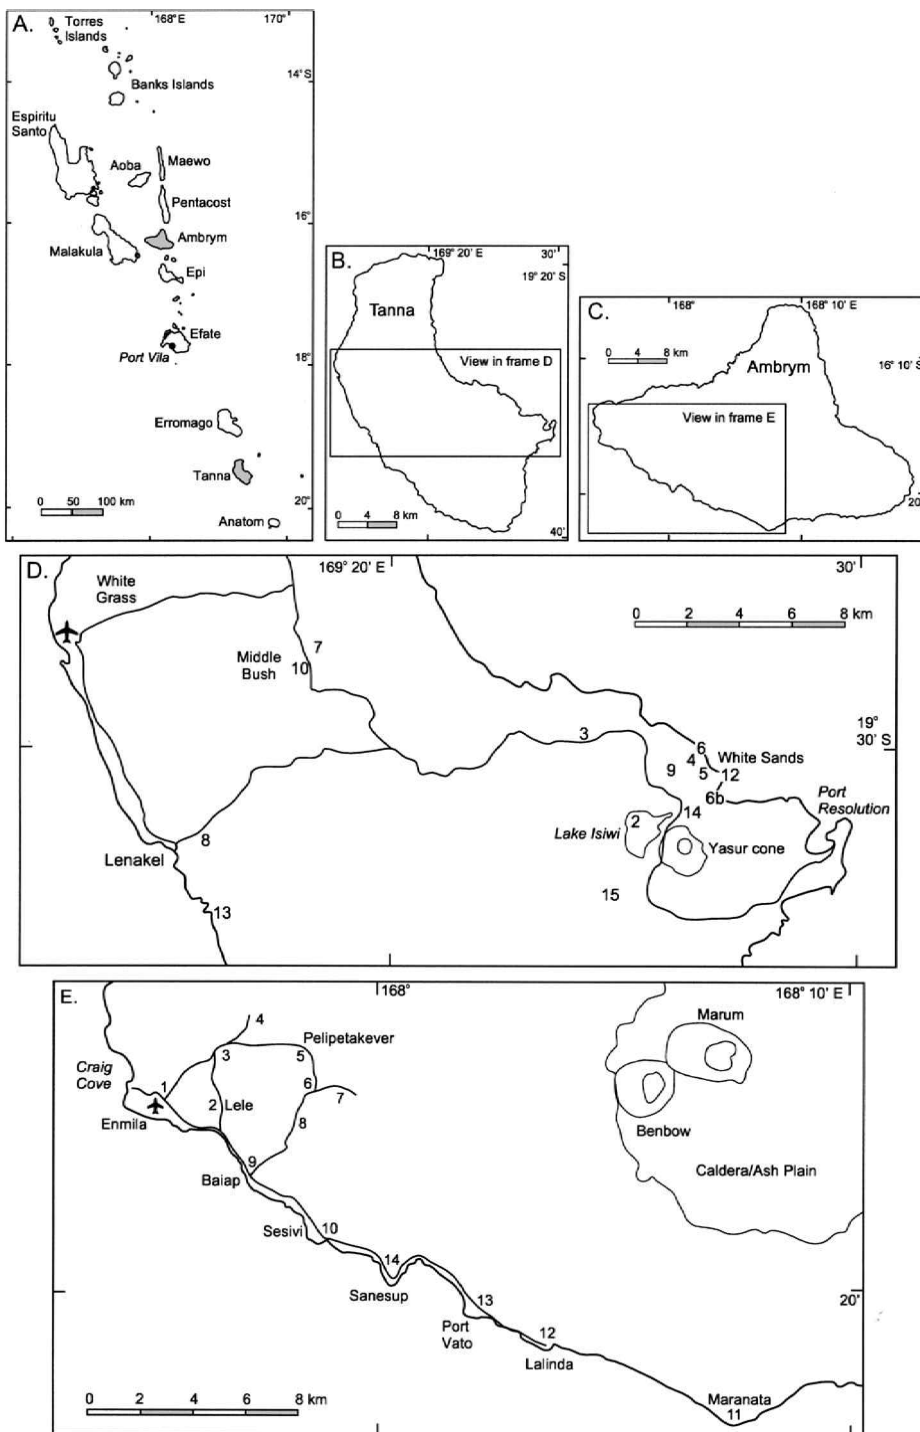 A.
168° E
170°
Torres
Islands
14° S
Banks Islands
Espiritu
Santo
Aoba
Maewo
Pentacost
16°
Malakula
Ambrym
Epi
Efate
Port Vila
18°
Erromago
Tanna
0 50 100 km
20°
Anatom
B.
169° 20' E
30'
19° 20' S
Tanna
View in frame D
0 4 8 km
40'
C.
168°
168° 10' E
0 4 8 km
16° 10' S
Ambrym
View in frame E
20
D.
169° 20' E
30'
White
Grass
0 2 4 6 8 km
7
Middle
Bush
10
3
19°
30' S
6
4
White Sands
9
5
12
6b
Port
Resolution
14
2
Lake Isiwi
Yasur cone
8
Lenakel
15
13
E.
168°
168° 10' E
4
Marum
Pelipetakever
3
5
Craig
Cove
1
6
7
2
Lele
Enmila
8
Benbow
9
Caldera/Ash Plain
Baiap
Sesivi
10
14
Sanesup
13
20'
Port
Vato
12
Lalinda
0 2 4 6 8 km
Maranata
11